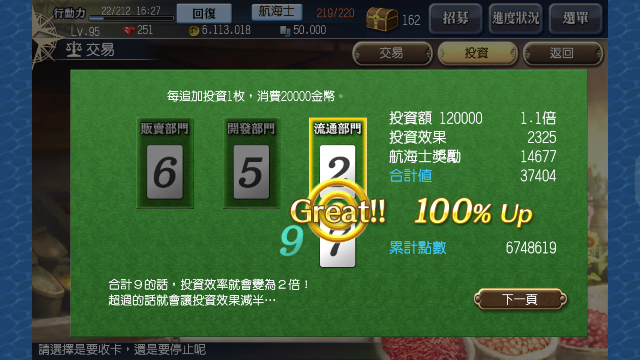 行動力 22/212 15:27 回復 航海士 219/220 162 招募 進度狀況 選單
Lv.95 251 6,113,018 50,000
交易 交易 投資 返回
每追加投資1枚，消費20000金幣。
販賣部門 開發部門 流通部門
6 5 2
投資額 120000 1.1倍
投資效果 2325
航海士獎勵 14677
合計值 37404
Great!! 100% Up
9 7
累計點數 6748619
合計９的話，投資效率就會變為２倍！
超過的話就會讓投資效果減半…
下一頁
請選擇是要收卡，還是要停止呢